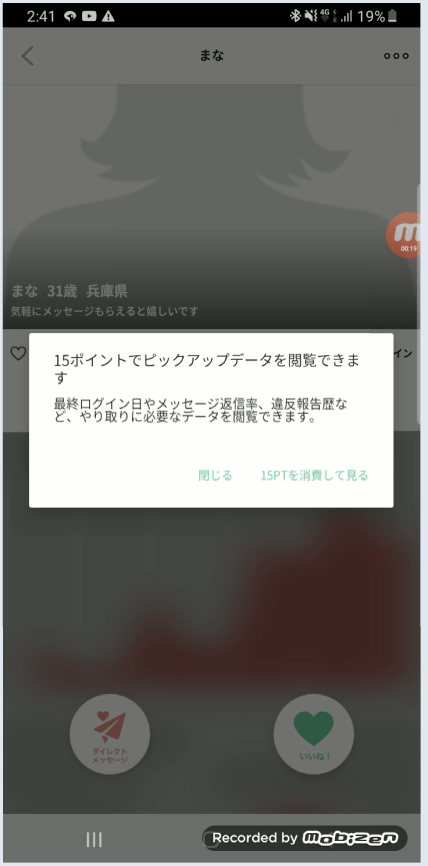 2:41
4G
19%
まな
00:19
まな 31歳 兵庫県
気軽にメッセージもらえると嬉しいです
イン
15ポイントでピックアップデータを閲覧できま
す
最終ログイン日やメッセージ返信率、違反報告歴な
ど、やり取りに必要なデータを閲覧できます。
閉じる 15PTを消費して見る
ダイレクト
メッセージ
いいね!
Recorded by mobizen